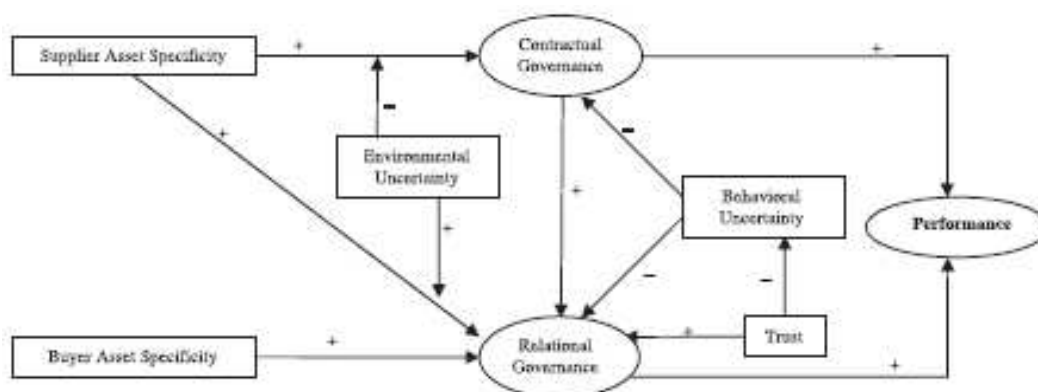 +
+
Supplier Asset Specificity
Contractual
Governance
−
−
+
Environmental
Uncertainty
+
Behavioral
Uncertainty
Performance
+
−
−
+
+
Trust
Buyer Asset Specificity
Relational
Governance
+